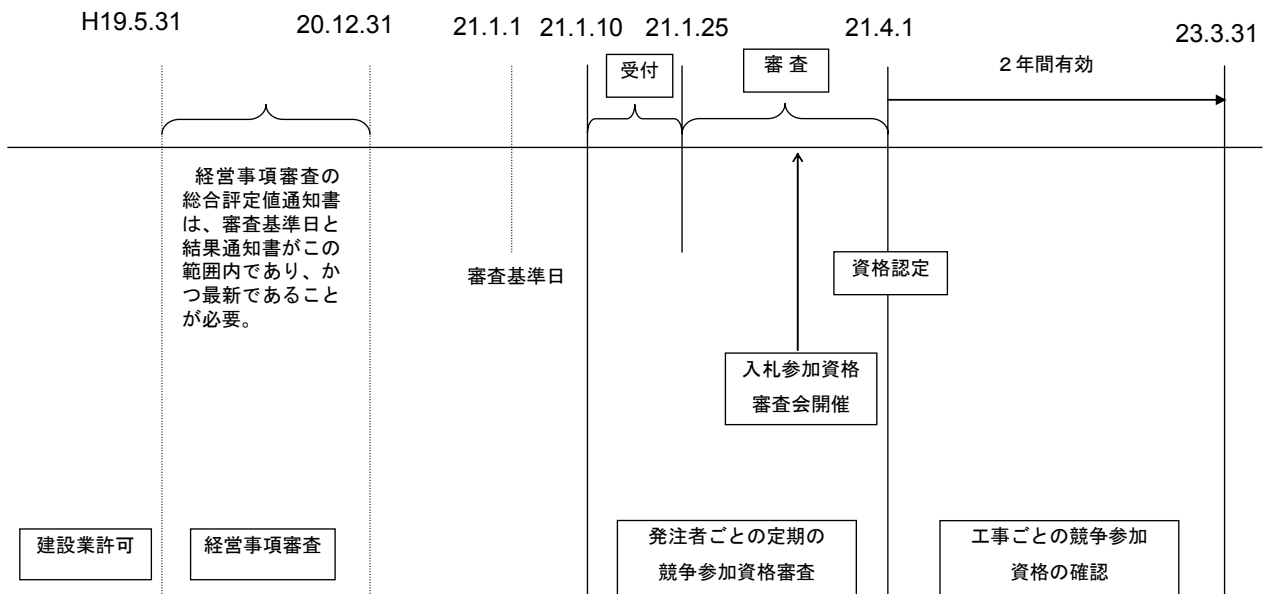 H19.5.31
20.12.31
21.1.1
21.1.10
21.1.25
21.4.1
23.3.31
受付
審 査
2年間有効
経営事項審査の
総合評定値通知書
は、審査基準日と
結果通知書がこの
範囲内であり、か
つ最新であること
が必要。
審査基準日
資格認定
入札参加資格
審査会開催
建設業許可
経営事項審査
発注者ごとの定期の
競争参加資格審査
工事ごとの競争参加
資格の確認